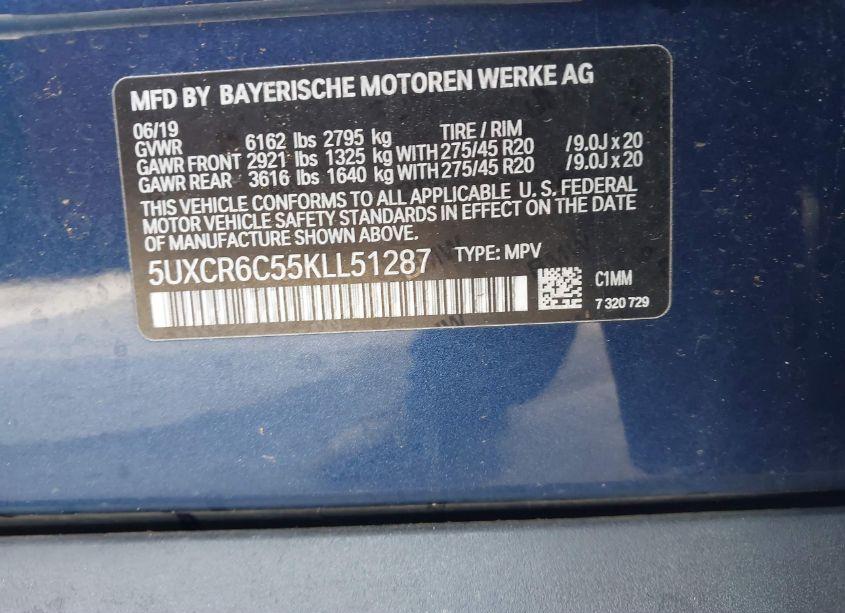 MFD BY BAYERISCHE MOTOREN WERKE AG
06/19 TIRE / RIM
GVWR 6162 lbs 2795 kg
GAWR FRONT 2921 lbs 1325 kg WITH 275/45 R20 /9.0J x 20
GAWR REAR 3616 lbs 1640 kg WITH 275/45 R20 /9.0J x 20
THIS VEHICLE CONFORMS TO ALL APPLICABLE U. S. FEDERAL
MOTOR VEHICLE SAFETY STANDARDS IN EFFECT ON THE DATE
OF MANUFACTURE SHOWN ABOVE.
5UXCR6C55KLL51287 TYPE: MPV
C1MM
7 320 729